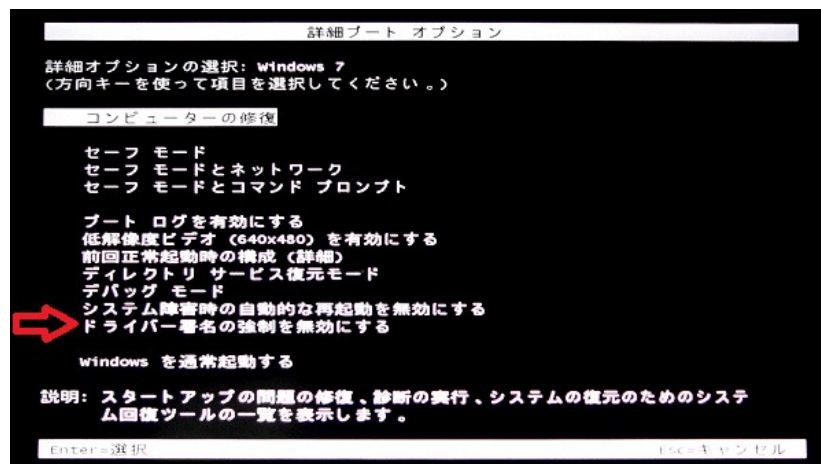 詳細ブート オプション
詳細オプションの選択: Windows 7
(方向キーを使って項目を選択してください。)
コンピューターの修復
セーフ モード
セーフ モードとネットワーク
セーフ モードとコマンド プロンプト
ブート ログを有効にする
低解像度ビデオ (640x480) を有効にする
前回正常起動時の構成 (詳細)
ディレクトリ サービス復元モード
デバッグ モード
システム障害時の自動的な再起動を無効にする
ドライバー署名の強制を無効にする
Windows を通常起動する
説明: スタートアップの問題の修復、診断の実行、システムの復元のためのシステ
ム回復ツールの一覧を表示します。
Enter=選択
Esc=キャンセル